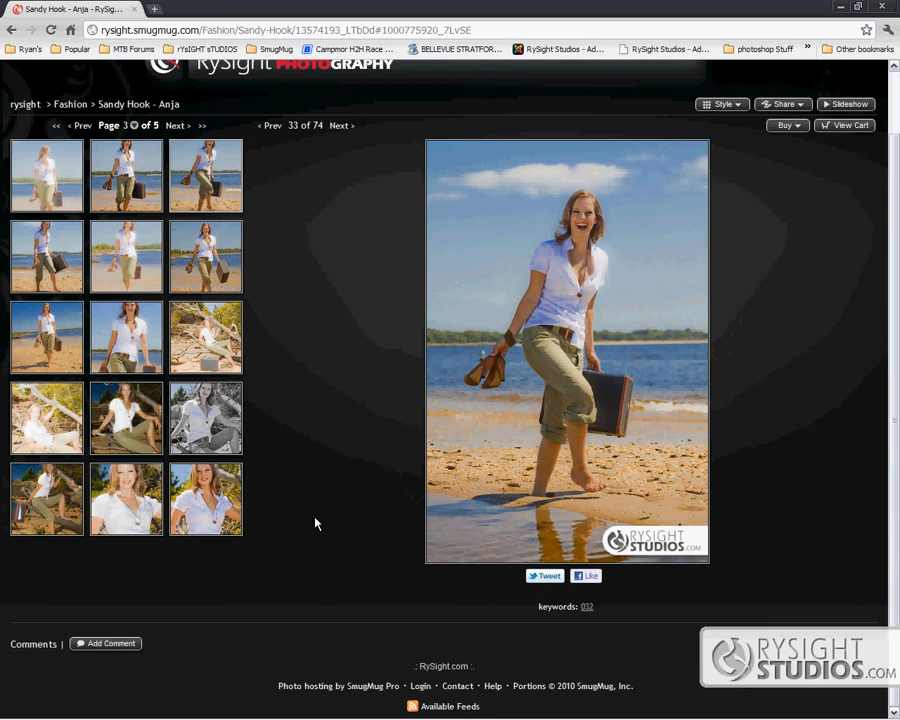 Sandy Hook - Anja - RySig...
rysight.smugmug.com/Fashion/Sandy-Hook/13574193_LTbDd#1000775920_7LvSE
Ryan's
Popular
MTB Forums
rYsIGHT sTUDIOS
SmugMug
Campmor H2H Race ...
BELLEVUE STRATFOR...
RySight Studios - Ad...
RySight Studios - Ad...
photoshop Stuff
»
Other bookmarks
RySight PHOTOGRAPHY
rysight > Fashion > Sandy Hook - Anja
Style
Share
Slideshow
<< < Prev Page 3 of 5 Next > >>
< Prev 33 of 74 Next >
Buy
View Cart
RYSIGHT
STUDIOS.COM
Tweet
Like
keywords: 032
Comments |
Add Comment
RYSIGHT
STUDIOS.COM
.: RySight.com :.
Photo hosting by SmugMug Pro · Login · Contact · Help · Portions © 2010 SmugMug, Inc.
Available Feeds